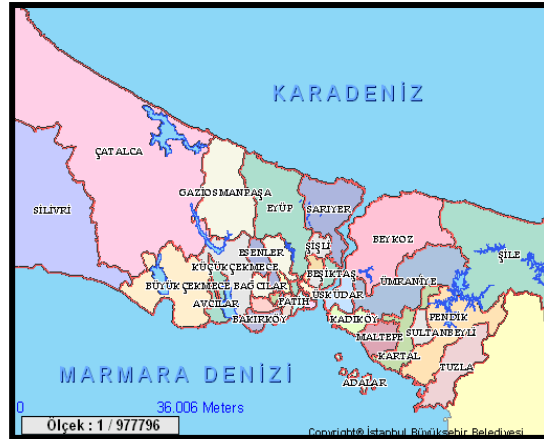 KARADENİZ
ÇATALCA
GAZİOSMANPAŞA
SİLİVRİ
EYÜP
SARIYER
BEYKOZ
ŞİŞLİ
ESENLER
ŞİLE
KÜÇÜKÇEKMECE
BEŞİKTAŞ
ÜMRANİYE
BÜYÜKÇEKMECE
BAĞCILAR
ÜSKÜDAR
AVCILAR
FATİH
BAKIRKÖY
KADIKÖY
PENDİK
SULTANBEYLİ
MALTEPE
KARTAL
TUZLA
ADALAR
MARMARA DENİZİ
0 36.006 Meters
Ölçek : 1 / 977796
Copyright® İstanbul Büyükşehir Belediyesi